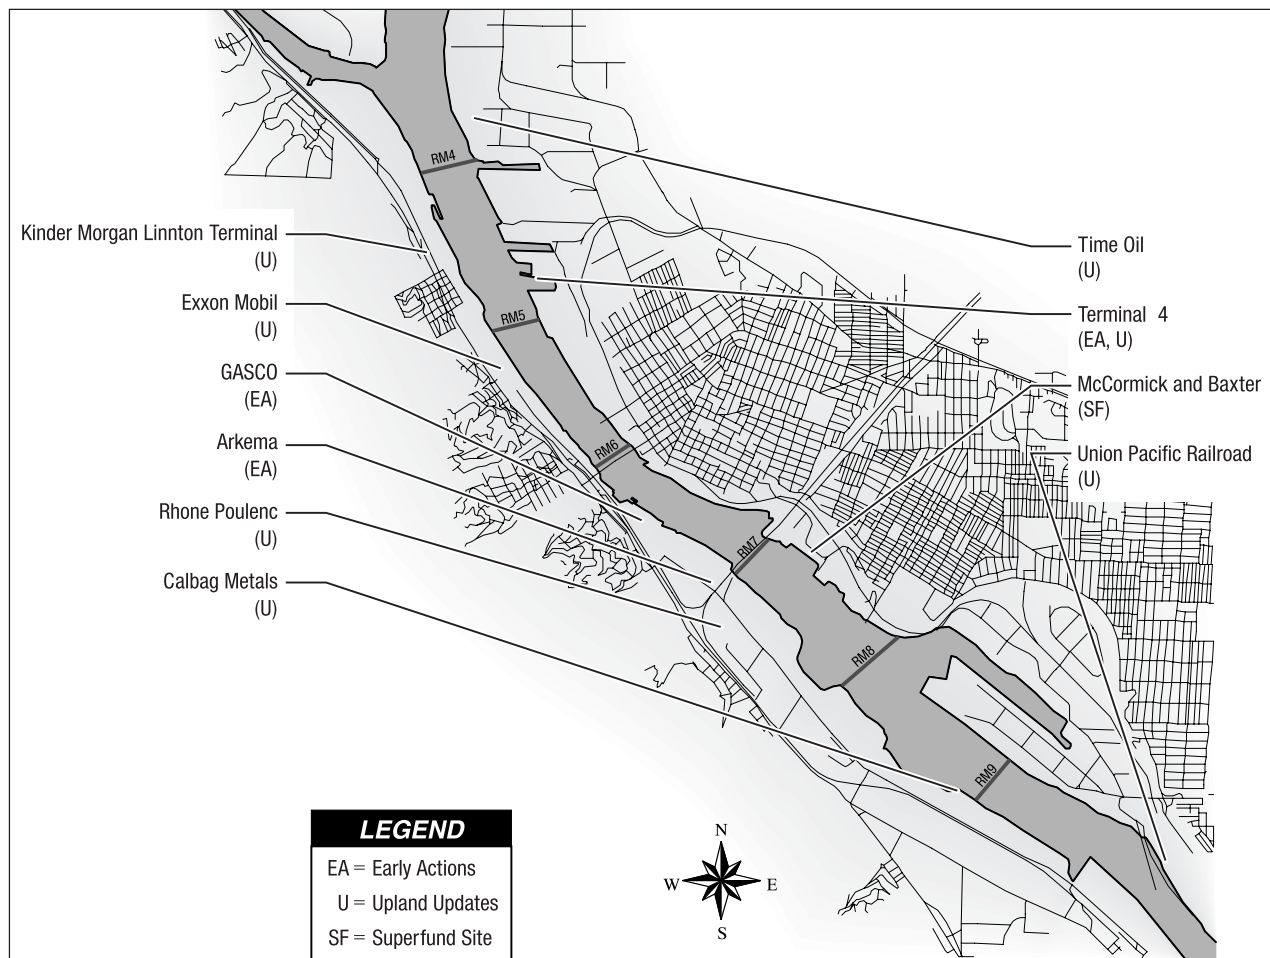 RM4
Kinder Morgan Linnton Terminal
(U)
Exxon Mobil
(U)
GASCO
(EA)
Arkema
(EA)
Rhone Poulenc
(U)
Calbag Metals
(U)
Time Oil
(U)
Terminal 4
(EA, U)
McCormick and Baxter
(SF)
Union Pacific Railroad
(U)
RM5
RM6
RM7
RM8
RM9
LEGEND
EA = Early Actions
U = Upland Updates
SF = Superfund Site
N
W E
S